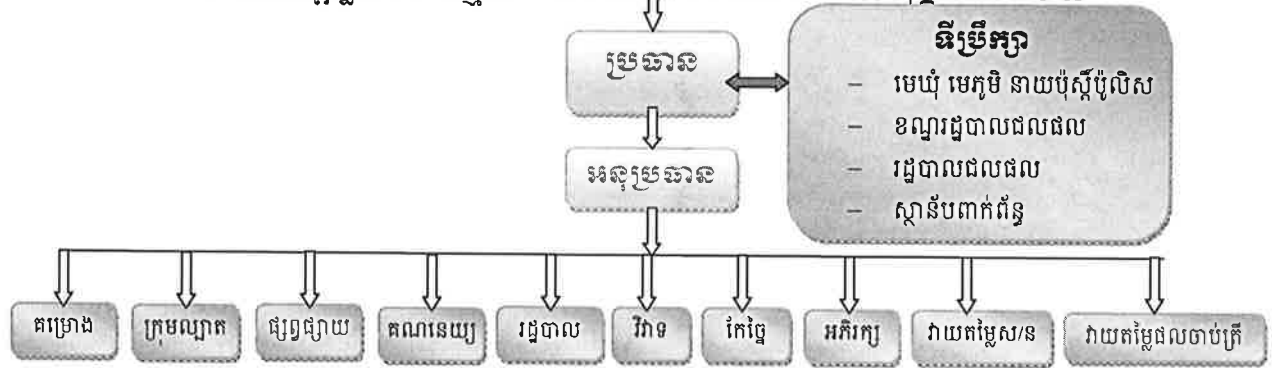 ប្រធាន
ទីប្រឹក្សា
– មេឃុំ មេភូមិ នាយប៉ុស្តិ៍ប៉ូលិស
– ខណ្ឌរដ្ឋបាលជលផល
– រដ្ឋបាលជលផល
– ស្ថាន័បពាក់ព័ន្ធ
អនុប្រធាន
គម្រោង
ក្រុមល្បាត
ផ្សព្វផ្សាយ
គណនេយ្យ
រដ្ឋបាល
វិវាទ
កែច្នៃ
អភិរក្ស
វាយតម្លៃស/ន
វាយតម្លៃផលចាប់ត្រី